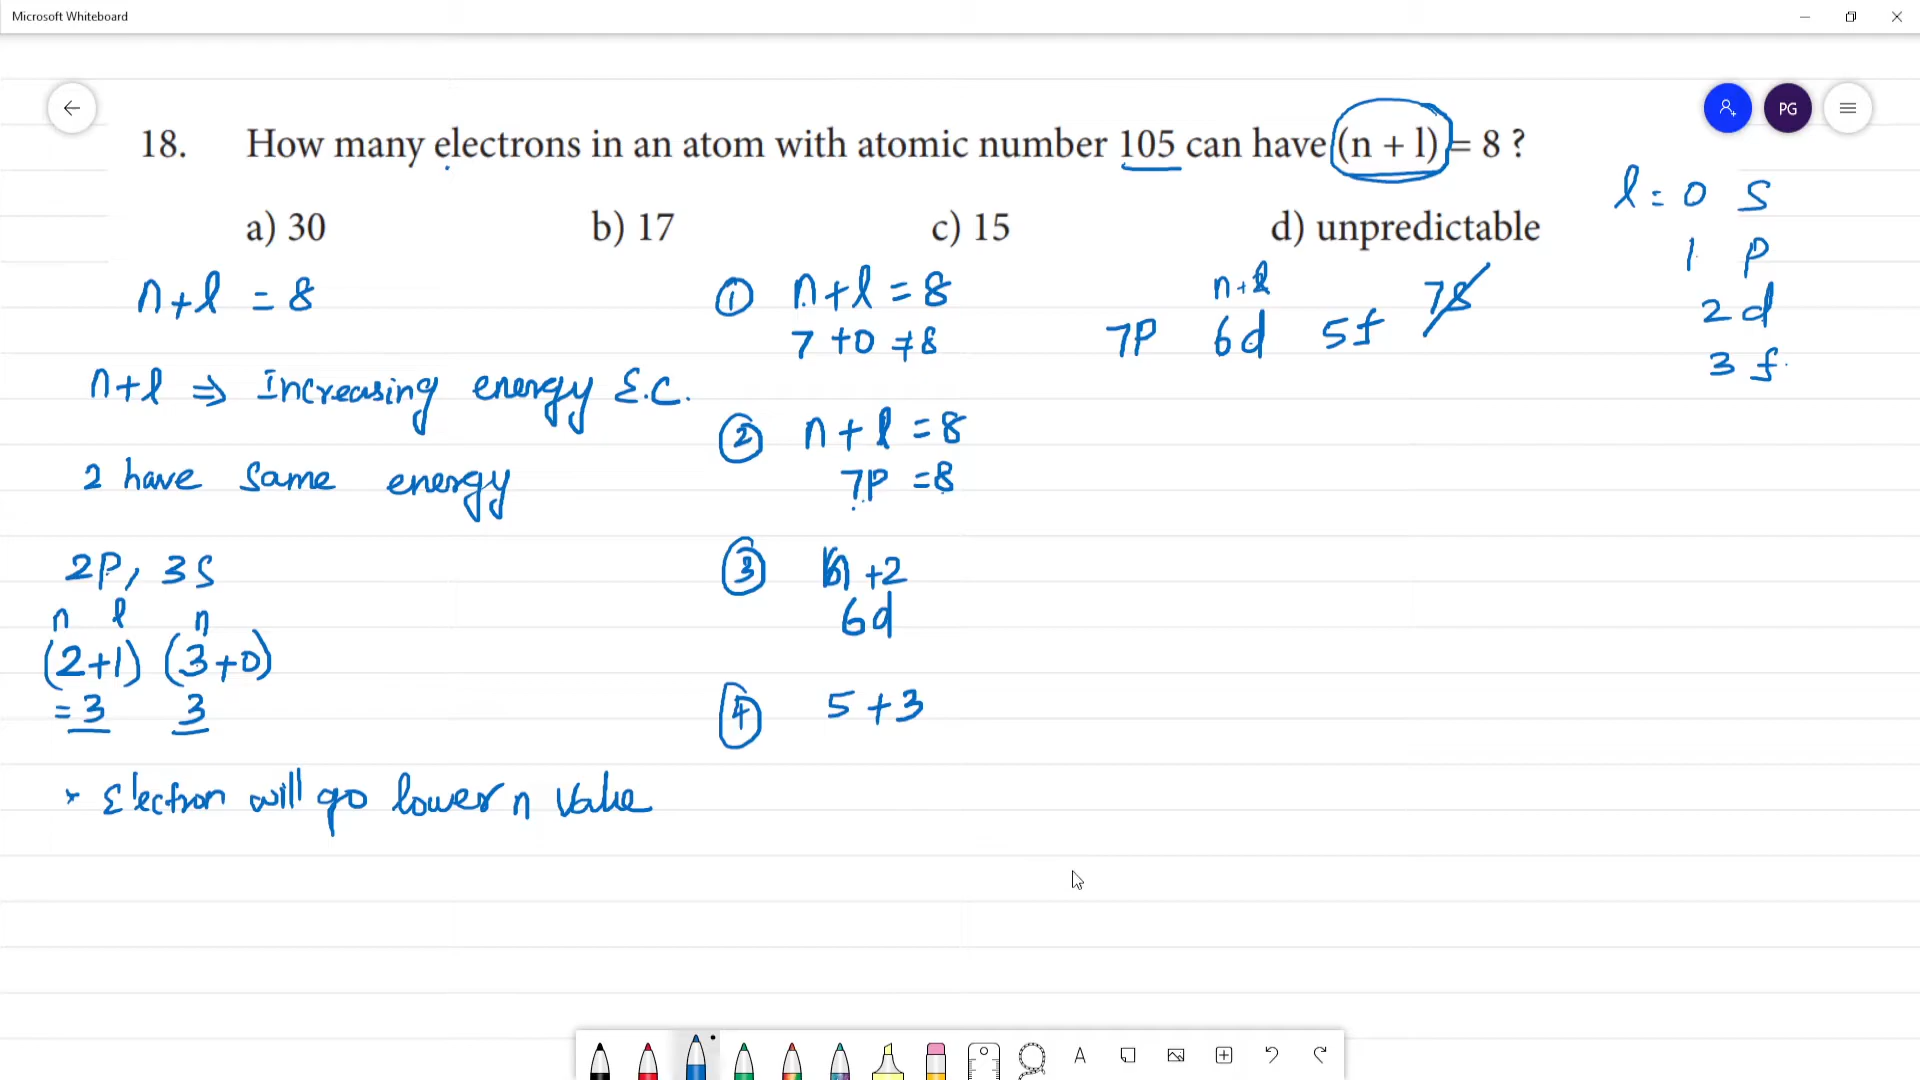 Microsoft Whiteboard
PG
18. How many electrons in an atom with atomic number 105 can have (n + l) = 8 ?
a) 30 b) 17 c) 15 d) unpredictable
l = 0 s
1 p
2 d
3 f
n+l = 8
n+l ⇒ Increasing energy E.C.
2 have same energy
2P, 3S
n l n
(2+1) (3+0)
= 3 3
* Electron will go lower n value
① n+l = 8
7 +0 ≠8
② n+l =8
7P =8
③ +2
6d
④ 5+3
n+l
7P 6d 5f 7s
A